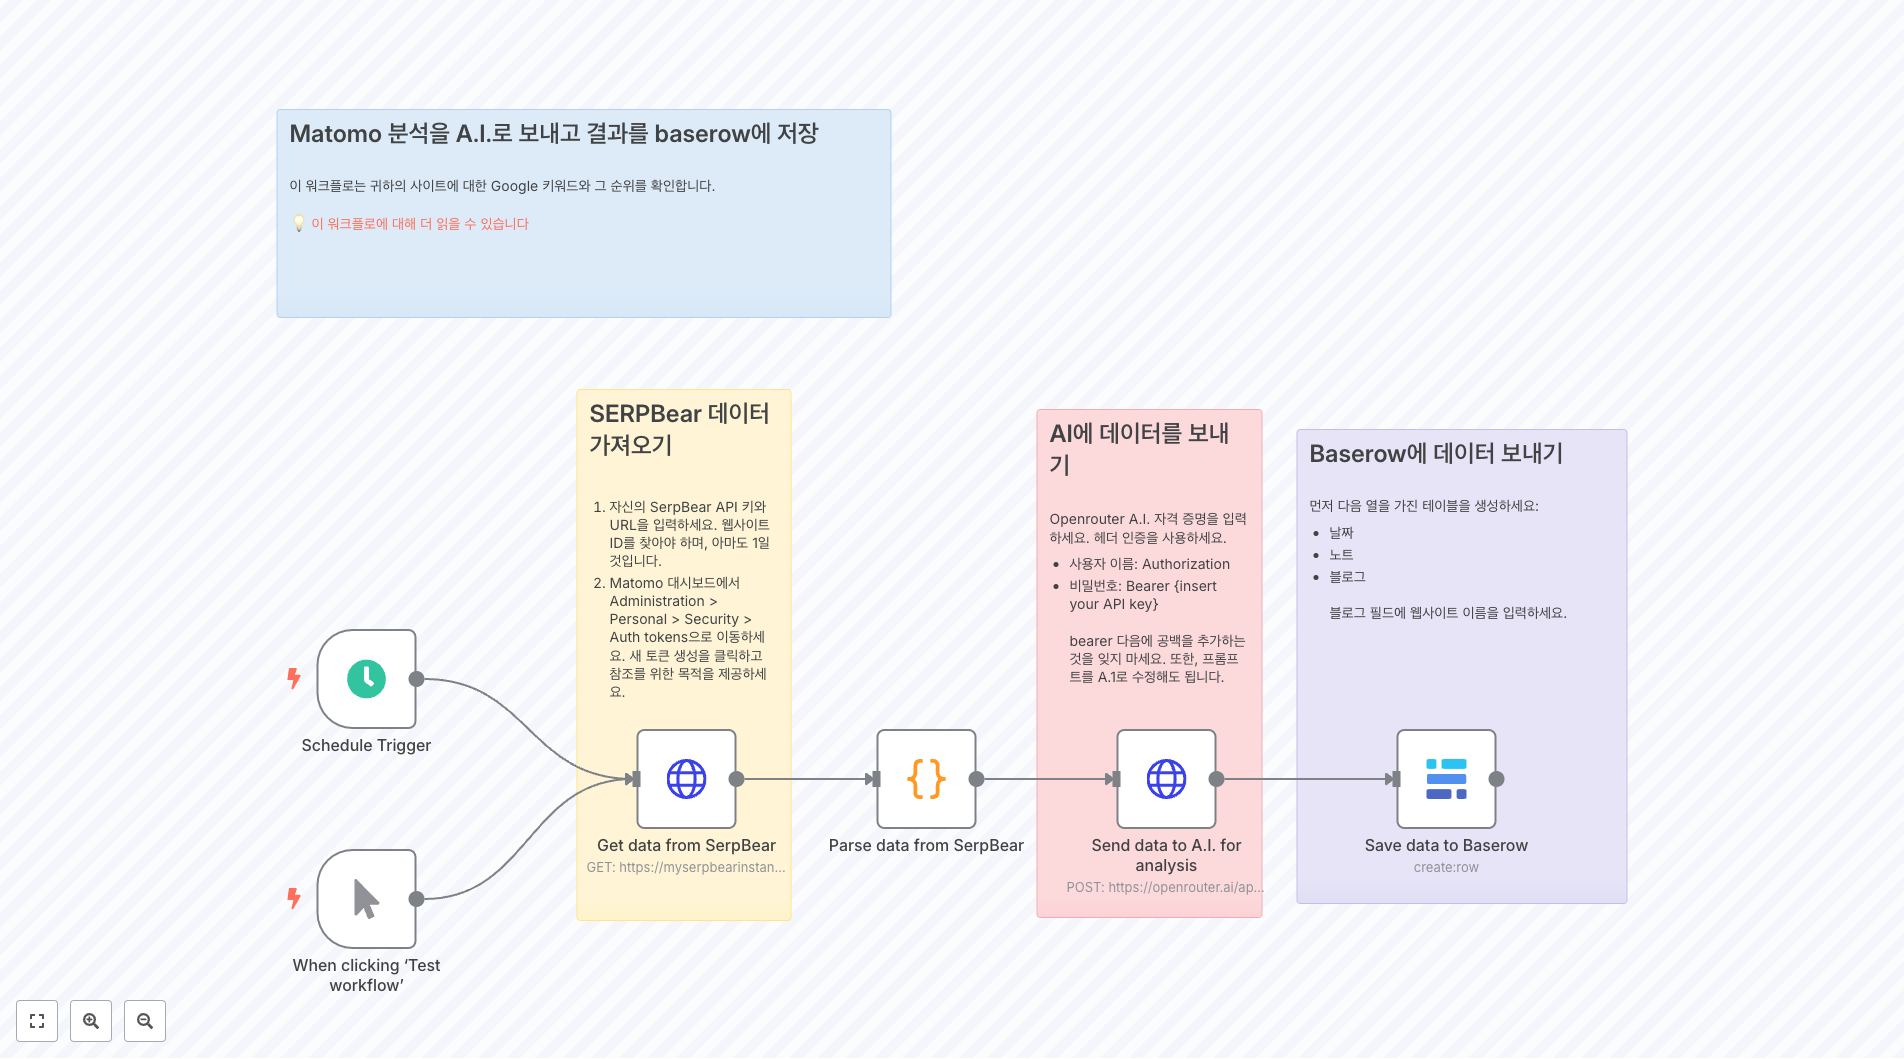 Matomo 분석을 A.I.로 보내고 결과를 baserow에 저장
이 워크플로는 귀하의 사이트에 대한 Google 키워드와 그 순위를 확인합니다.
💡 이 워크플로에 대해 더 읽을 수 있습니다
SERPBear 데이터
가져오기
1. 자신의 SerpBear API 키와
URL을 입력하세요. 웹사이트
ID를 찾아야 하며, 아마도 1일
것입니다.
2. Matomo 대시보드에서
Administration >
Personal > Security >
Auth tokens으로 이동하세
요. 새 토큰 생성을 클릭하고
참조를 위한 목적을 제공하세
요.
AI에 데이터를 보내
기
Openrouter A.I. 자격 증명을 입력
하세요. 헤더 인증을 사용하세요.
• 사용자 이름: Authorization
• 비밀번호: Bearer {insert
your API key}
bearer 다음에 공백을 추가하는
것을 잊지 마세요. 또한, 프롬프
트를 A.1로 수정해도 됩니다.
Baserow에 데이터 보내기
먼저 다음 열을 가진 테이블을 생성하세요:
• 날짜
• 노트
• 블로그
블로그 필드에 웹사이트 이름을 입력하세요.
Schedule Trigger
When clicking ‘Test
workflow’
Get data from SerpBear
GET: https://myserpbearinstan...
Parse data from SerpBear
Send data to A.I. for
analysis
POST: https://openrouter.ai/ap...
Save data to Baserow
create:row